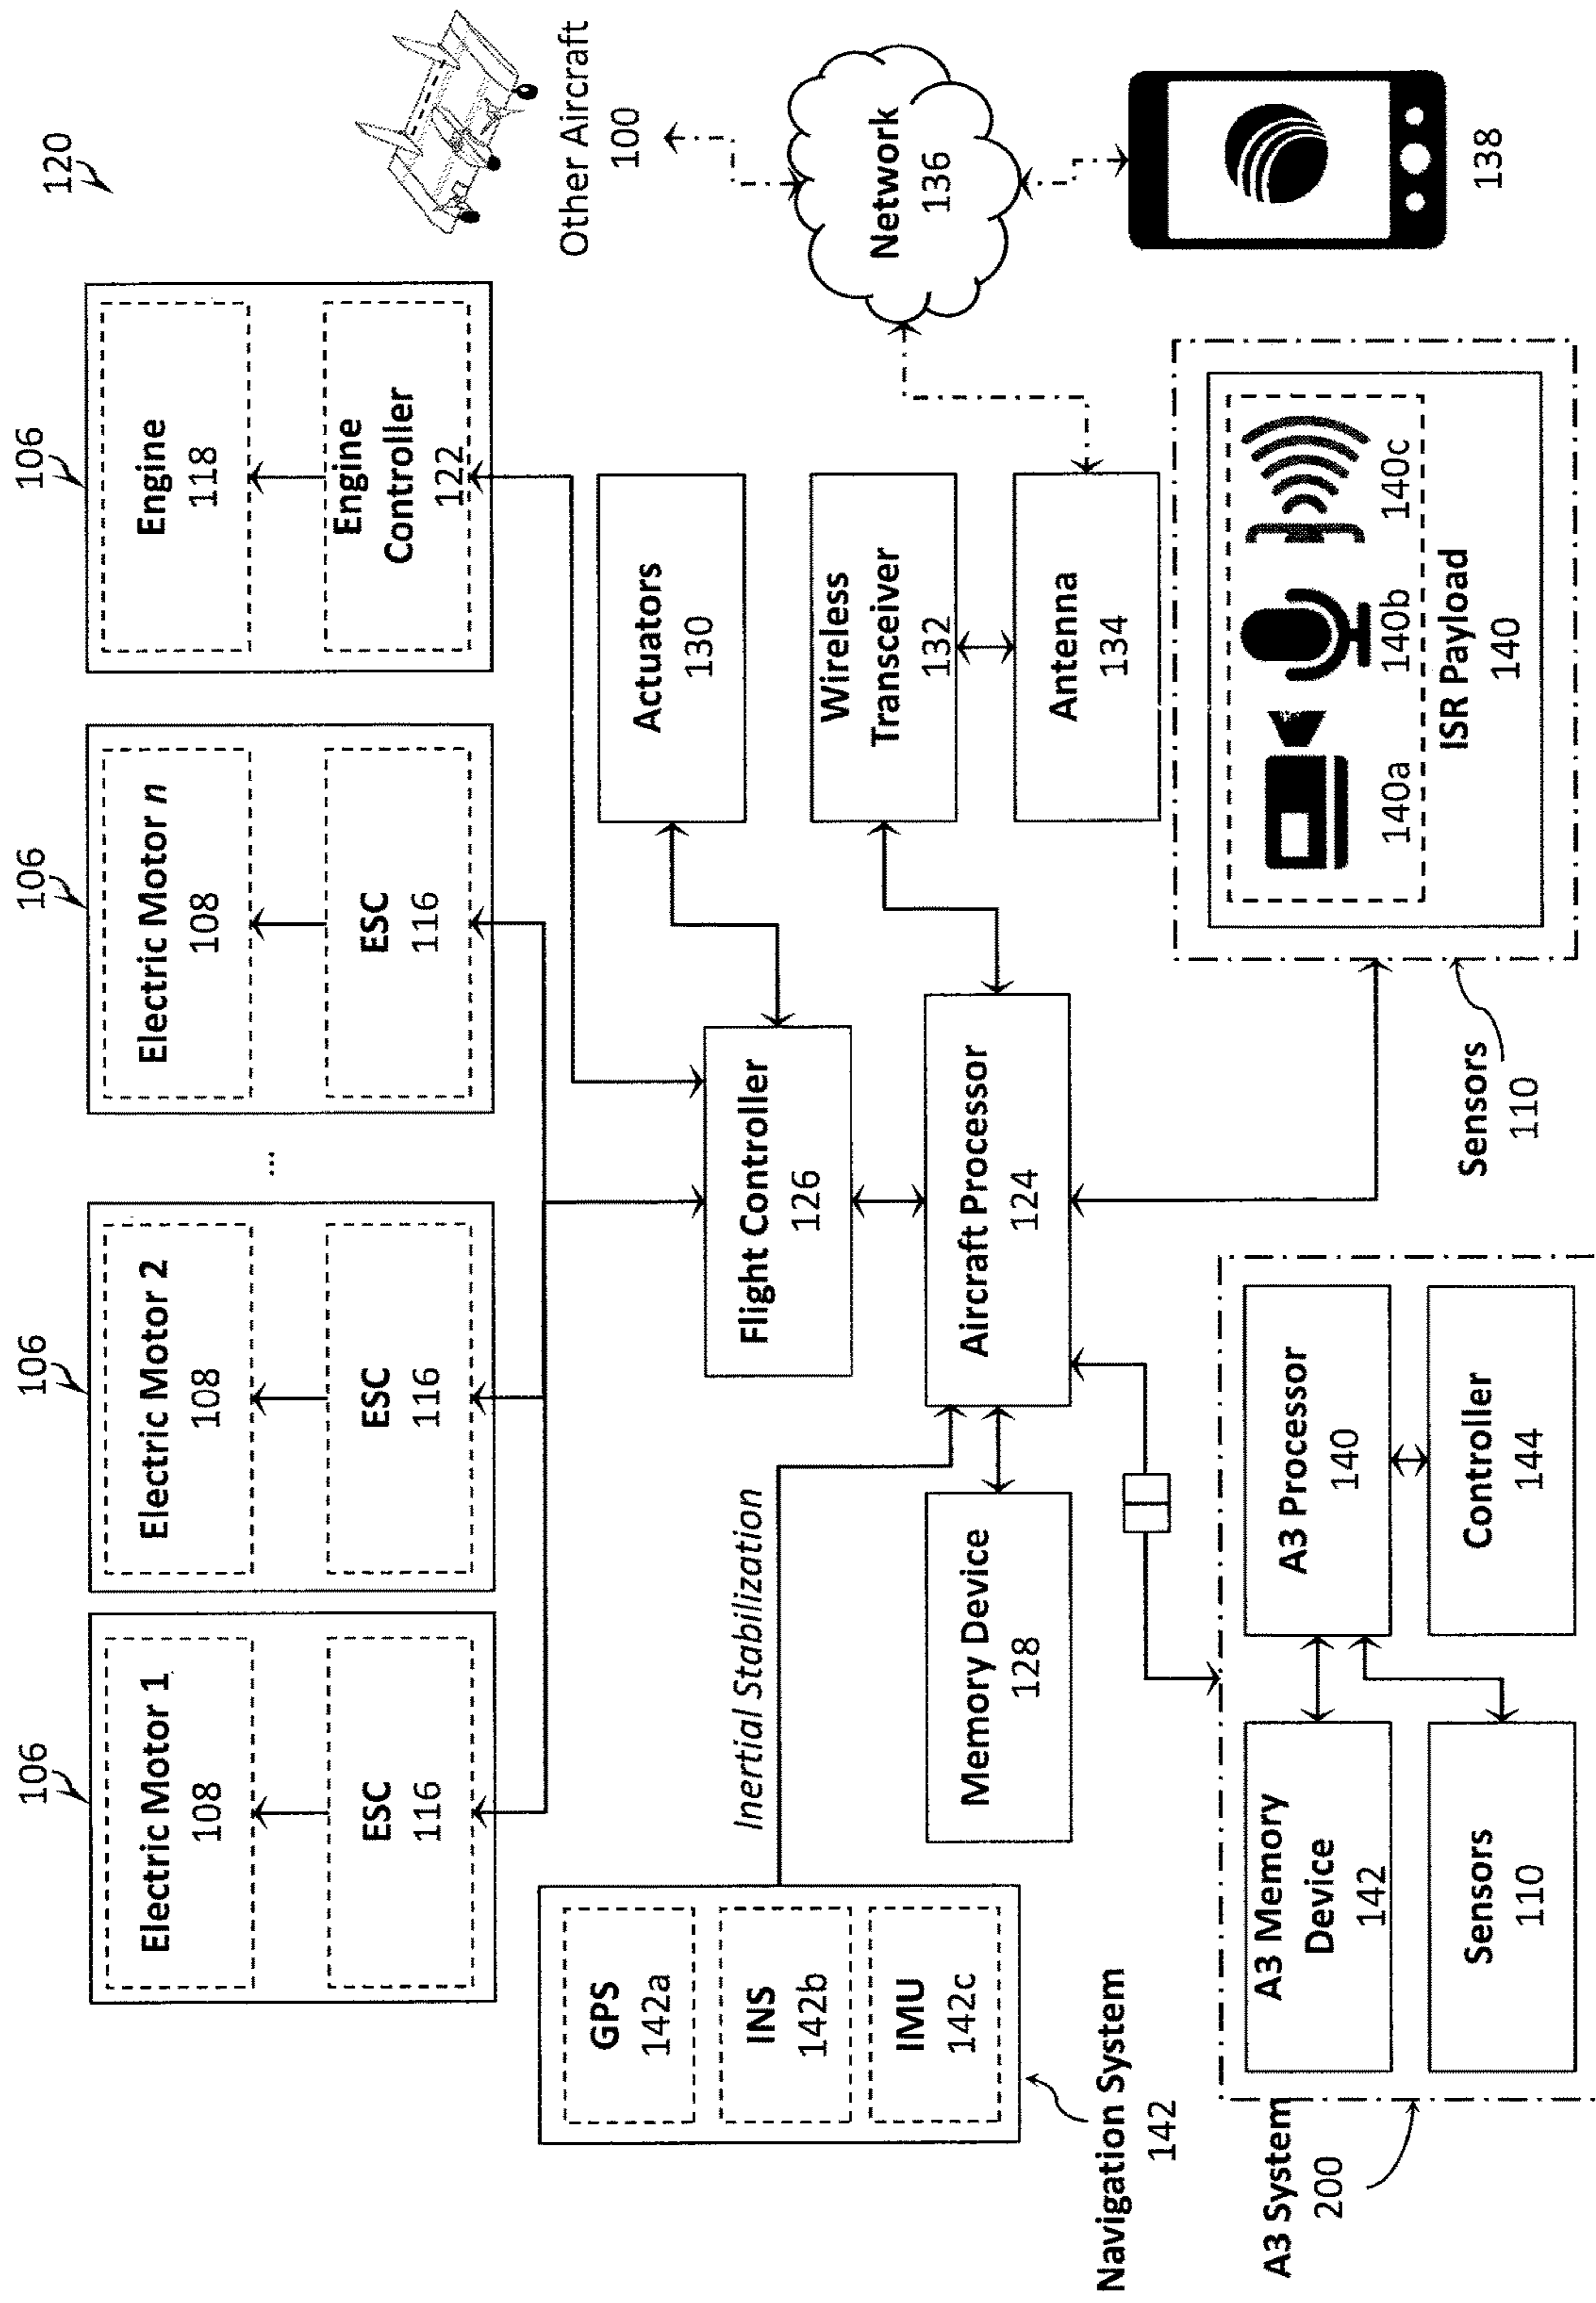 120
106
106
106
106
Electric Motor 1
108
ESC
116
Electric Motor 2
108
ESC
116
...
Electric Motor n
108
ESC
116
Engine
118
Engine
Controller
122
Other Aircraft
100
GPS
142a
INS
142b
IMU
142c
Navigation System
142
Inertial Stabilization
Flight Controller
126
Actuators
130
Aircraft Processor
124
Memory Device
128
Wireless
Transceiver
132
Antenna
134
Network
136
138
A3 System
200
A3 Memory
Device
142
A3 Processor
140
Sensors
110
Controller
144
Sensors
110
140a
140b
140c
ISR Payload
140